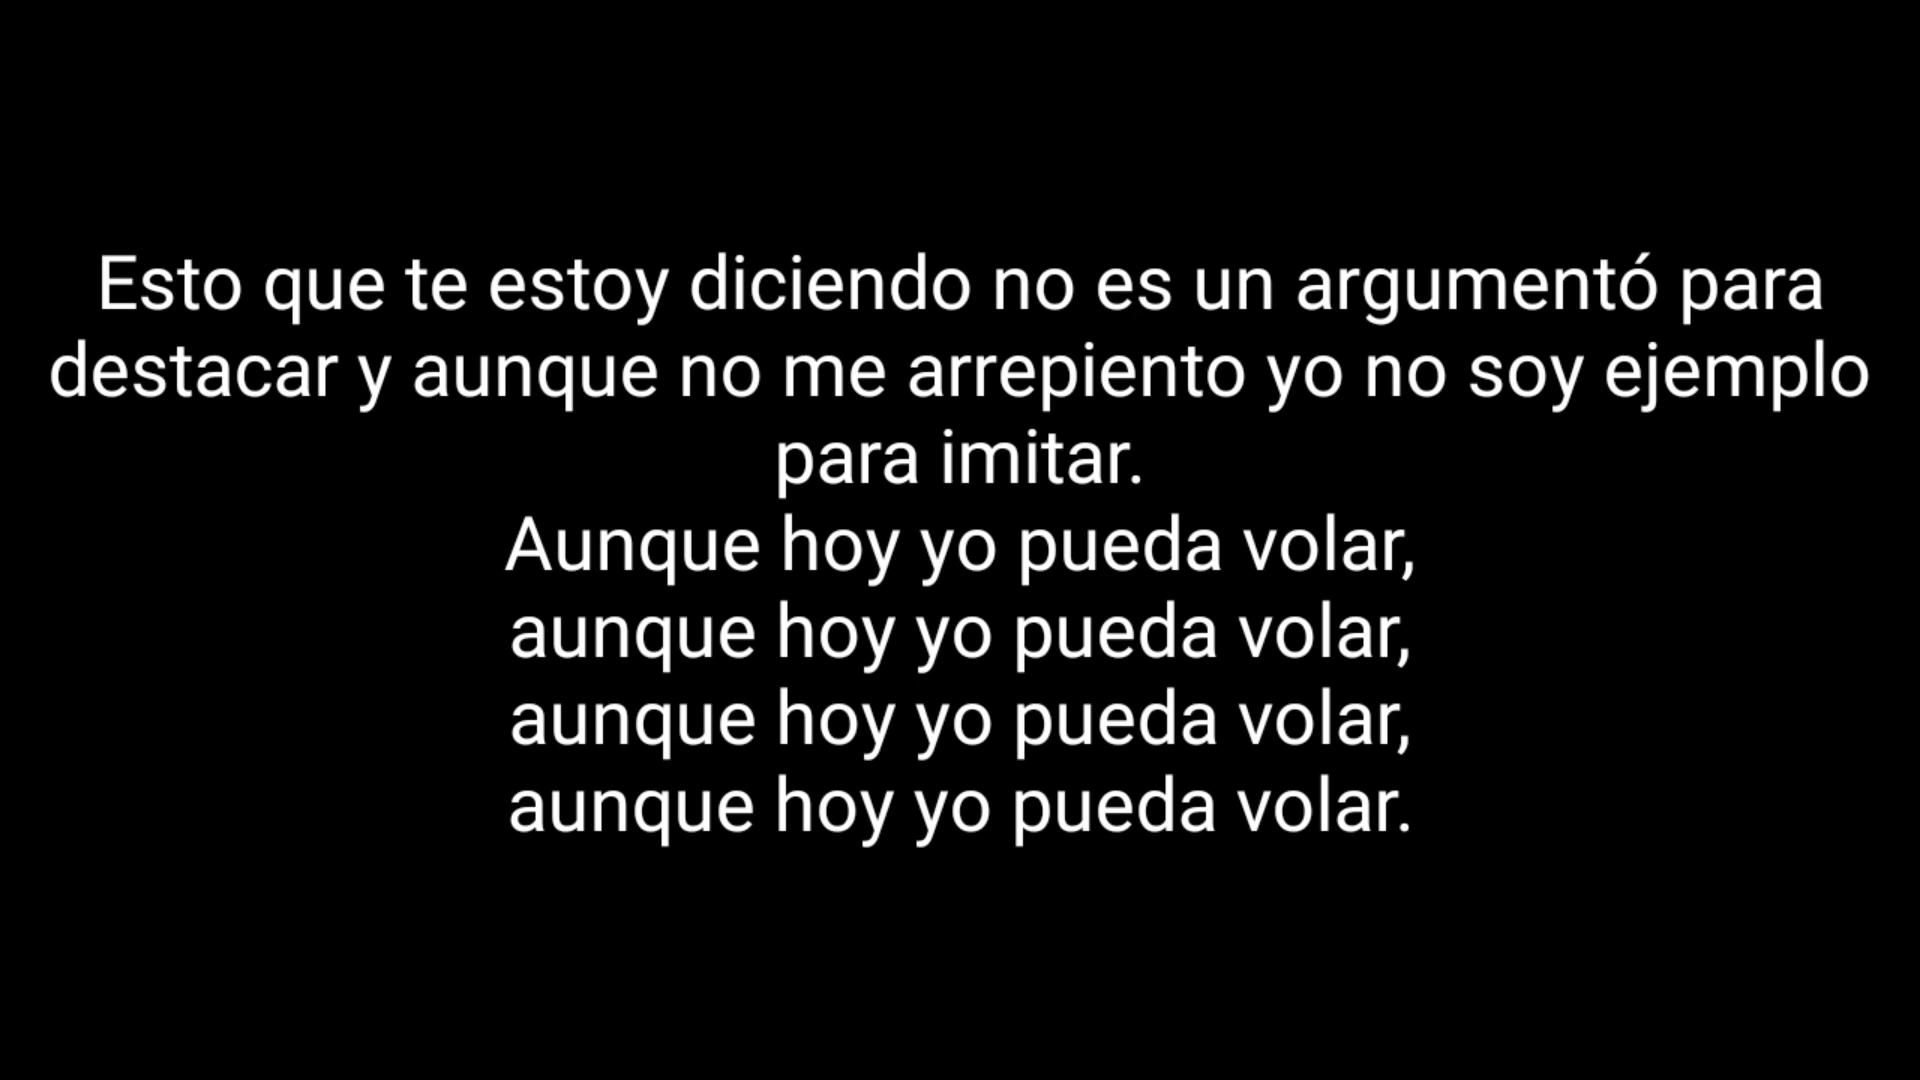 Esto que te estoy diciendo no es un argumentó para
destacar y aunque no me arrepiento yo no soy ejemplo
para imitar.
Aunque hoy yo pueda volar,
aunque hoy yo pueda volar,
aunque hoy yo pueda volar,
aunque hoy yo pueda volar.